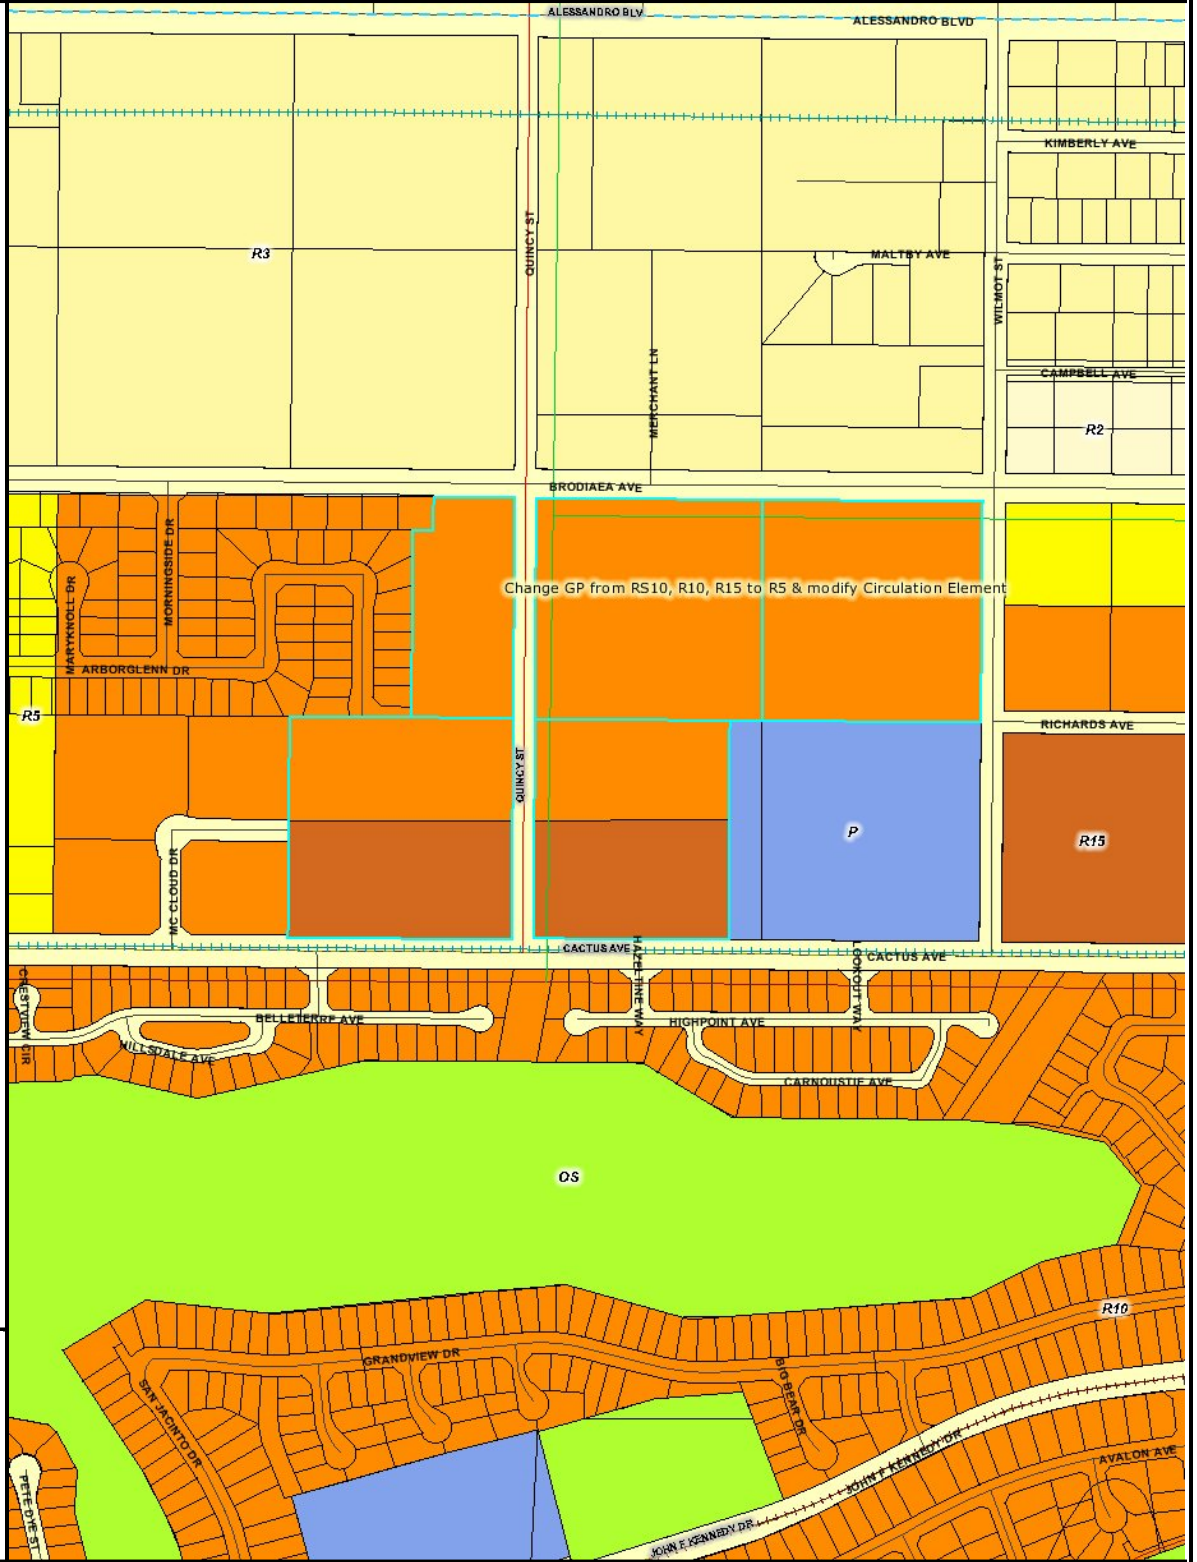 ALESSANDRO BLV
ALESSANDRO BLVD
KIMBERLY AVE
QUINCY ST
R3
MALTBY AVE
WILMOT ST
MERCHANT LN
CAMPBELL AVE
R2
BRODIAEA AVE
MORNINGSIDE DR
MARYKNOLL DR
Change GP from RS10, R10, R15 to R5 & modify Circulation Element
ARBORGLENN DR
R5
RICHARDS AVE
QUINCY ST
P
R15
MC CLOUD DR
CACTUS AVE
CACTUS AVE
CRESTVIEW CIR
HAZELTINE WAY
LOOKOUT WAY
BELLETERRE AVE
HIGHPOINT AVE
HILLSDALE AVE
CARNOUSTIE AVE
OS
R10
GRANDVIEW DR
BIG BEAR DR
SAN JACINTO DR
JOHN F KENNEDY DR
AVALON AVE
PETE DYE ST
JOHN F KENNEDY DR